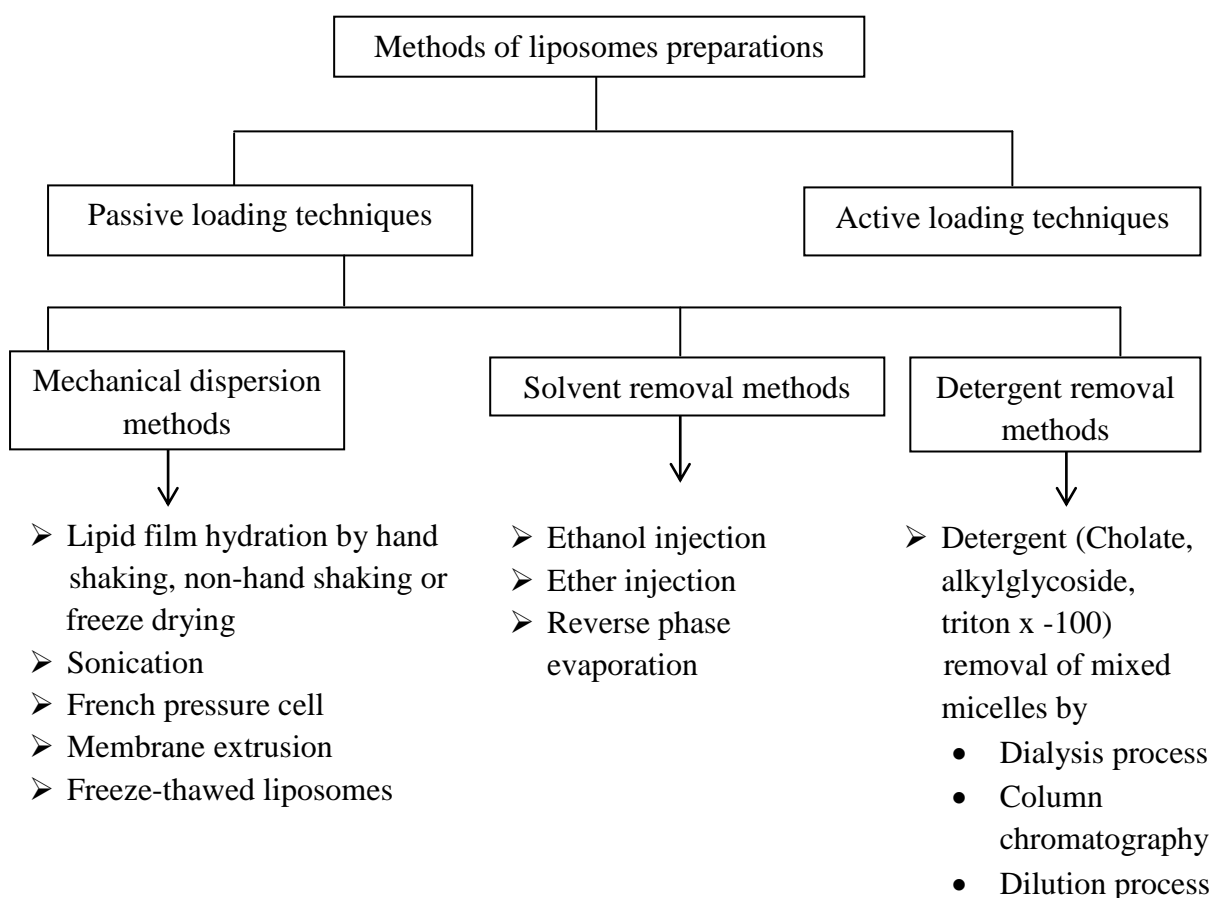 Methods of liposomes preparations
Passive loading techniques
Active loading techniques
Mechanical dispersion
methods
Solvent removal methods
Detergent removal
methods
➢ Lipid film hydration by hand
shaking, non-hand shaking or
freeze drying
➢ Sonication
➢ French pressure cell
➢ Membrane extrusion
➢ Freeze-thawed liposomes
➢ Ethanol injection
➢ Ether injection
➢ Reverse phase
evaporation
➢ Detergent (Cholate,
alkylglycoside,
triton x -100)
removal of mixed
micelles by
• Dialysis process
• Column
chromatography
• Dilution process